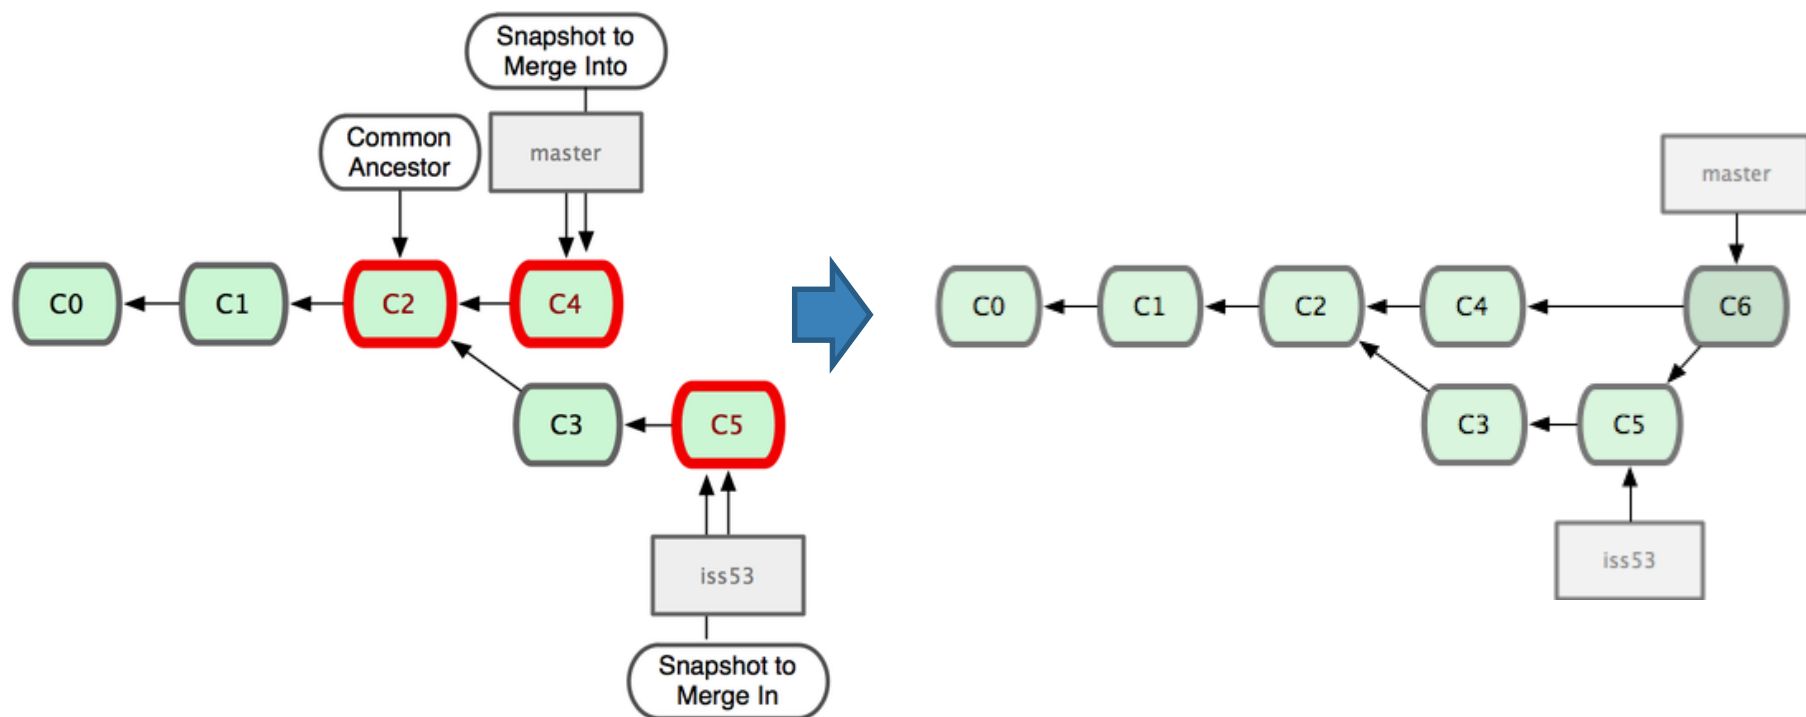 Snapshot to
Merge Into
Common
Ancestor
master
C0
C1
C2
C4
C3
C5
iss53
Snapshot to
Merge In
master
C0
C1
C2
C4
C6
C3
C5
iss53